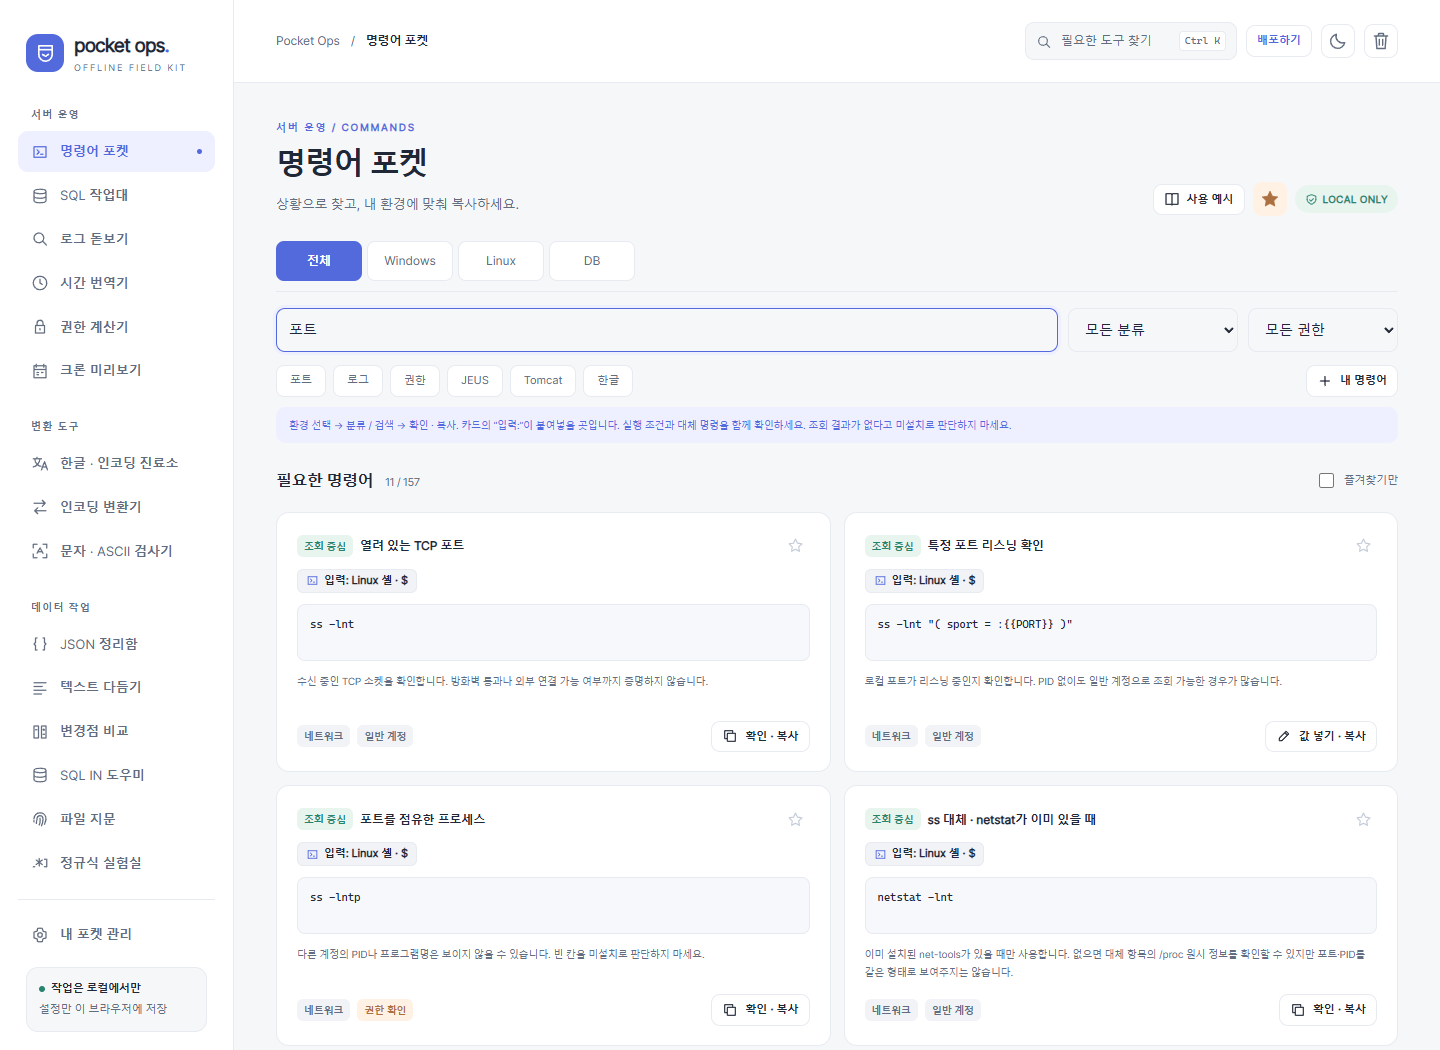 pocket ops.
OFFLINE FIELD KIT
서버 운영
명령어 포켓
SQL 작업대
로그 돋보기
시간 번역기
권한 계산기
크론 미리보기
변환 도구
한글 · 인코딩 진료소
인코딩 변환기
문자 · ASCII 검사기
데이터 작업
JSON 정리함
텍스트 다듬기
변경점 비교
SQL IN 도우미
파일 지문
정규식 실험실
내 포켓 관리
작업은 로컬에서만
설정만 이 브라우저에 저장
Pocket Ops / 명령어 포켓
필요한 도구 찾기 Ctrl K 배포하기
서버 운영 / COMMANDS
명령어 포켓
상황으로 찾고, 내 환경에 맞춰 복사하세요.
사용 예시 LOCAL ONLY
전체 Windows Linux DB
포트 모든 분류 모든 권한
포트 로그 권한 JEUS Tomcat 한글 내 명령어
환경 선택 → 분류 / 검색 → 확인 · 복사. 카드의 "입력:"이 붙여넣을 곳입니다. 실행 조건과 대체 명령을 함께 확인하세요. 조회 결과가 없다고 미설치로 판단하지 마세요.
필요한 명령어 11 / 157 즐겨찾기만
조회 중심 열려 있는 TCP 포트
입력: Linux 셸 · $
ss -lnt
수신 중인 TCP 소켓을 확인합니다. 방화벽 통과나 외부 연결 가능 여부까지 증명하지 않습니다.
네트워크 일반 계정 확인 · 복사
조회 중심 특정 포트 리스닝 확인
입력: Linux 셸 · $
ss -lnt "( sport = :{{PORT}} )"
로컬 포트가 리스닝 중인지 확인합니다. PID 없이도 일반 계정으로 조회 가능한 경우가 많습니다.
네트워크 일반 계정 값 넣기 · 복사
조회 중심 포트를 점유한 프로세스
입력: Linux 셸 · $
ss -lntp
다른 계정의 PID나 프로그램명은 보이지 않을 수 있습니다. 빈 칸을 미설치로 판단하지 마세요.
네트워크 권한 확인 확인 · 복사
조회 중심 ss 대체 · netstat가 이미 있을 때
입력: Linux 셸 · $
netstat -lnt
이미 설치된 net-tools가 있을 때만 사용합니다. 없으면 대체 항목의 /proc 원시 정보를 확인할 수 있지만 포트·PID를
같은 형태로 보여주지는 않습니다.
네트워크 일반 계정 확인 · 복사